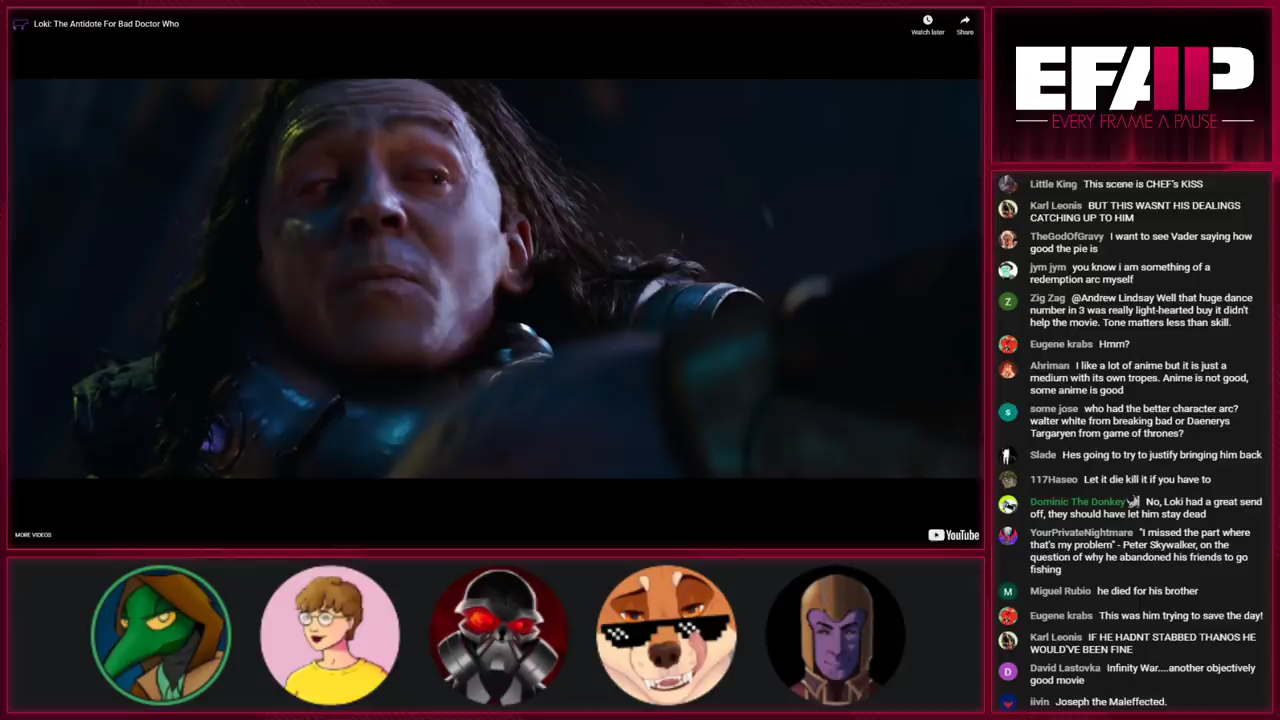 Loki: The Antidote For Bad Doctor Who
Watch later
Share
MORE VIDEOS
YouTube
EFAP
EVERY FRAME A PAUSE
Little King This scene is CHEF's KISS
Karl Leonis BUT THIS WASNT HIS DEALINGS
CATCHING UP TO HIM
TheGodOfGravy I want to see Vader saying how
good the pie is
jym jym you know i am something of a
redemption arc myself
Z
Zig Zag @Andrew Lindsay Well that huge dance
number in 3 was really light-hearted buy it didn't
help the movie. Tone matters less than skill.
Eugene krabs Hmm?
Ahriman I like a lot of anime but it is just a
medium with its own tropes. Anime is not good,
some anime is good
s
some jose who had the better character arc?
walter white from breaking bad or Daenerys
Targaryen from game of thrones?
Slade Hes going to try to justify bringing him back
117Haseo Let it die kill it if you have to
Dominic The Donkey No, Loki had a great send
off, they should have let him stay dead
YourPrivateNightmare "I missed the part where
that's my problem" - Peter Skywalker, on the
question of why he abandoned his friends to go
fishing
M
Miguel Rubio he died for his brother
Eugene krabs This was him trying to save the day!
Karl Leonis IF HE HADNT STABBED THANOS HE
WOULD'VE BEEN FINE
D
David Lastovka Infinity War....another objectively
good movie
iivin Joseph the Maleffected.